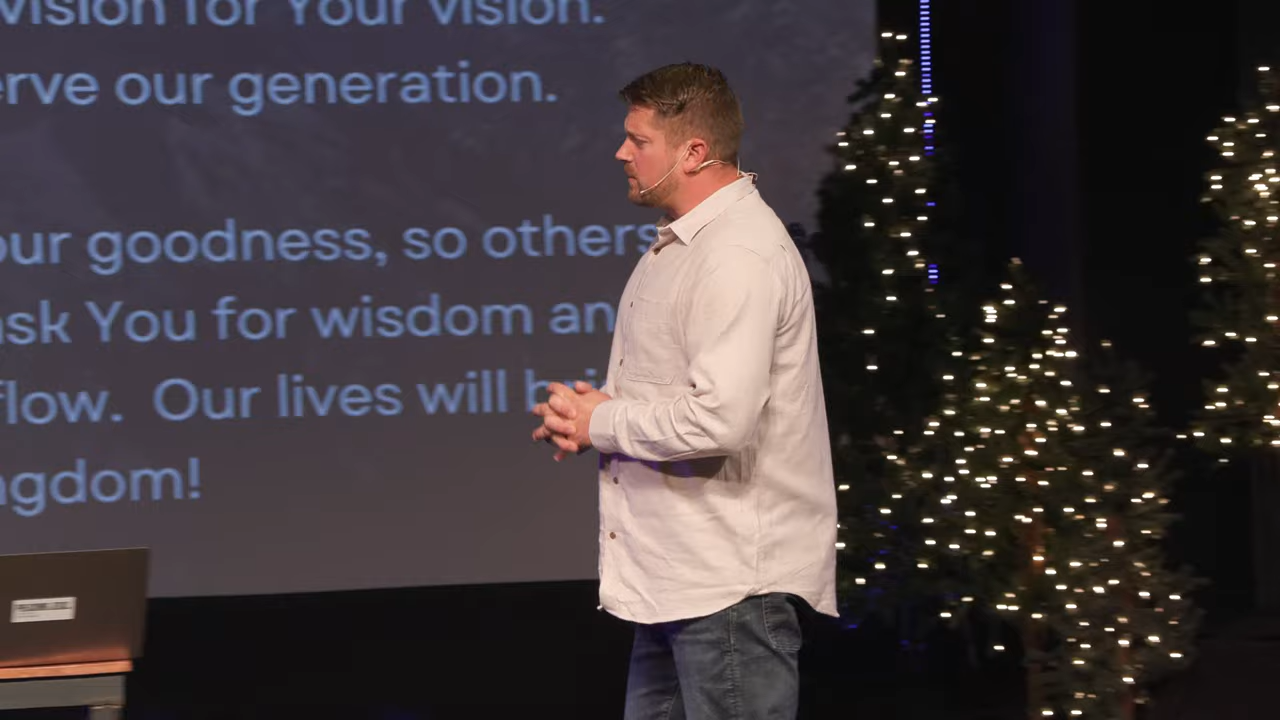 vision for Your vision.
erve our generation.
our goodness, so others
ask You for wisdom an
flow. Our lives will bri
ngdom!